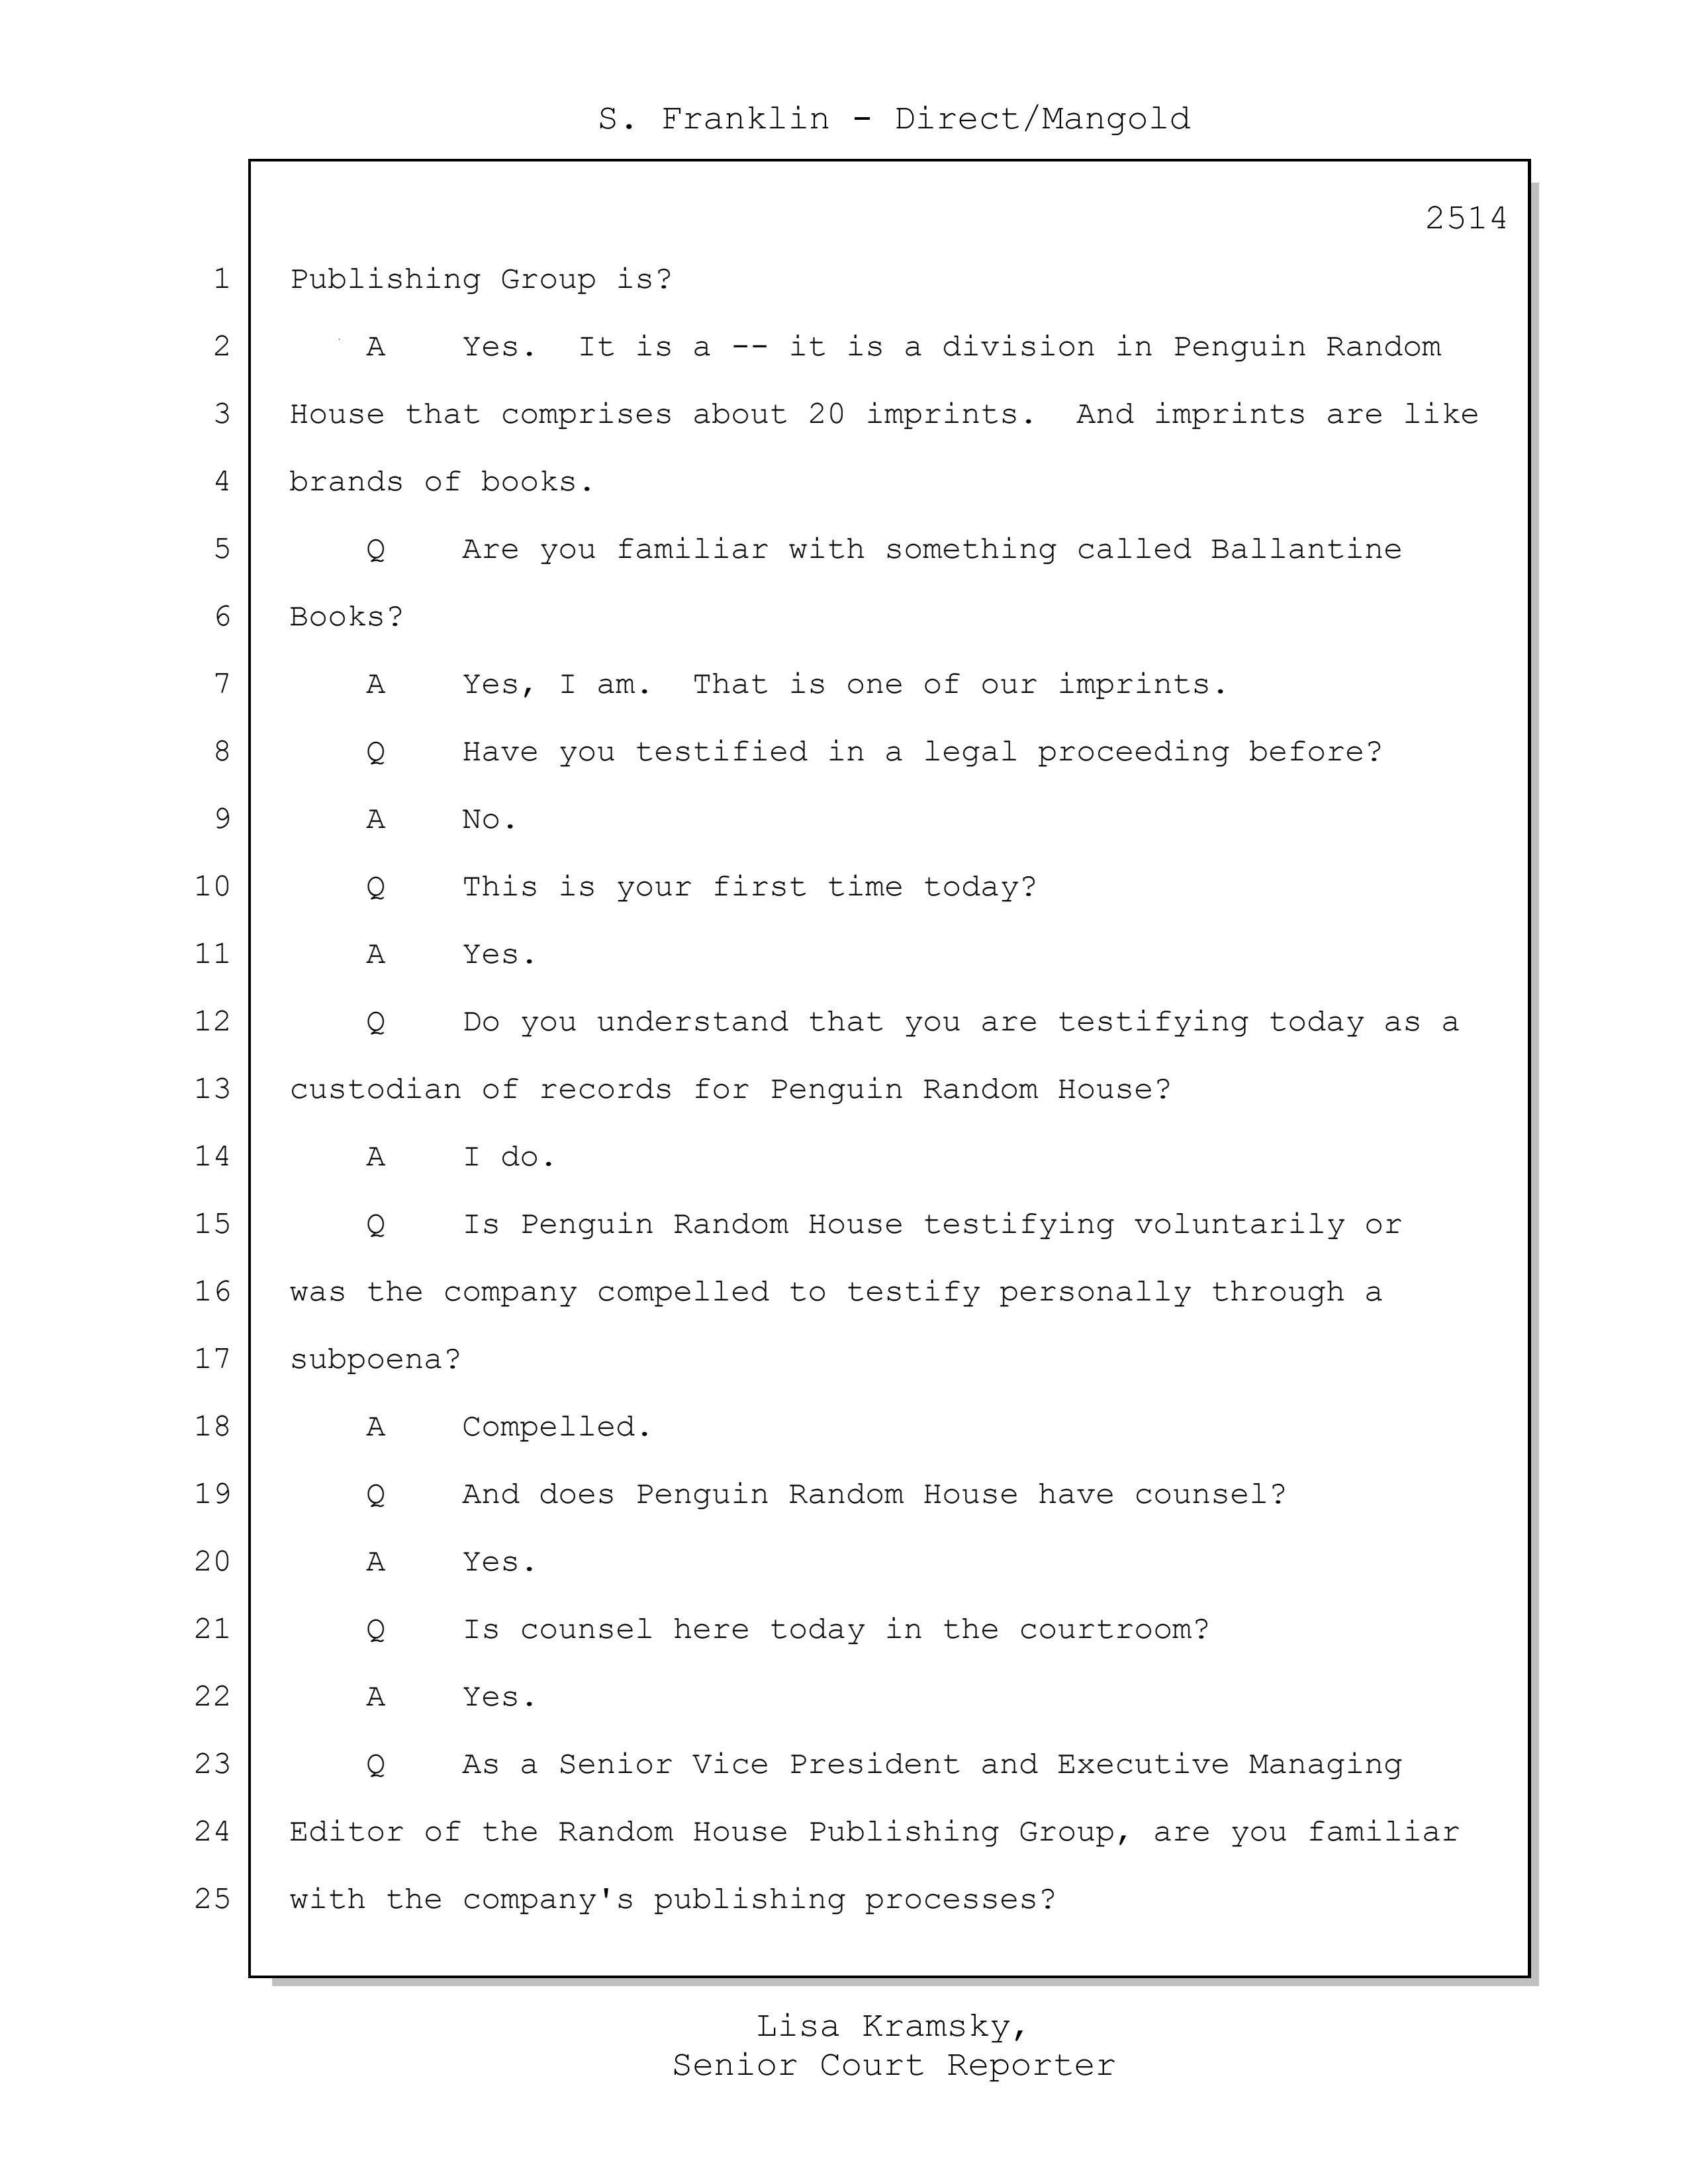 S. Franklin - Direct/Mangold
2514
1 Publishing Group is?
2 A Yes. It is a -- it is a division in Penguin Random
3 House that comprises about 20 imprints. And imprints are like
4 brands of books.
5 Q Are you familiar with something called Ballantine
6 Books?
7 A Yes, I am. That is one of our imprints.
8 Q Have you testified in a legal proceeding before?
9 A No.
10 Q This is your first time today?
11 A Yes.
12 Q Do you understand that you are testifying today as a
13 custodian of records for Penguin Random House?
14 A I do.
15 Q Is Penguin Random House testifying voluntarily or
16 was the company compelled to testify personally through a
17 subpoena?
18 A Compelled.
19 Q And does Penguin Random House have counsel?
20 A Yes.
21 Q Is counsel here today in the courtroom?
22 A Yes.
23 Q As a Senior Vice President and Executive Managing
24 Editor of the Random House Publishing Group, are you familiar
25 with the company's publishing processes?
Lisa Kramsky,
Senior Court Reporter